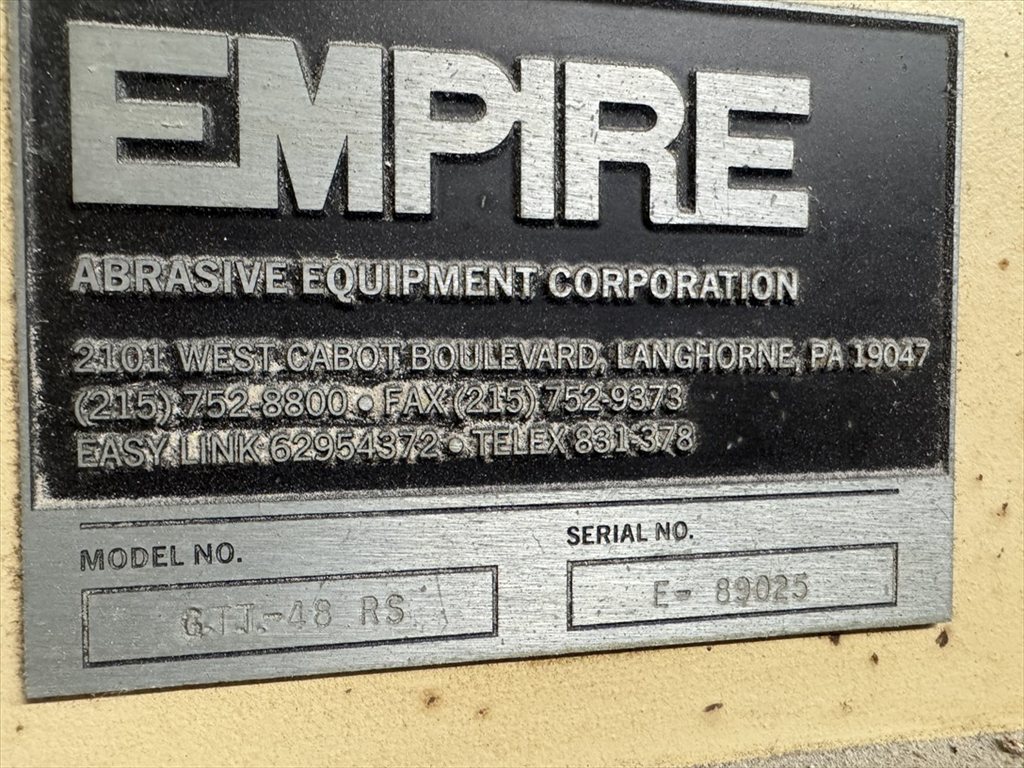 EMPIRE
ABRASIVE EQUIPMENT CORPORATION
2101 WEST CABOT BOULEVARD, LANGHORNE, PA 19047
(215) 752-8800 • FAX (215) 752-9373
EASY LINK 62954372 • TELEX 831-378
MODEL NO.
SERIAL NO.
-48 RS
E- 89025